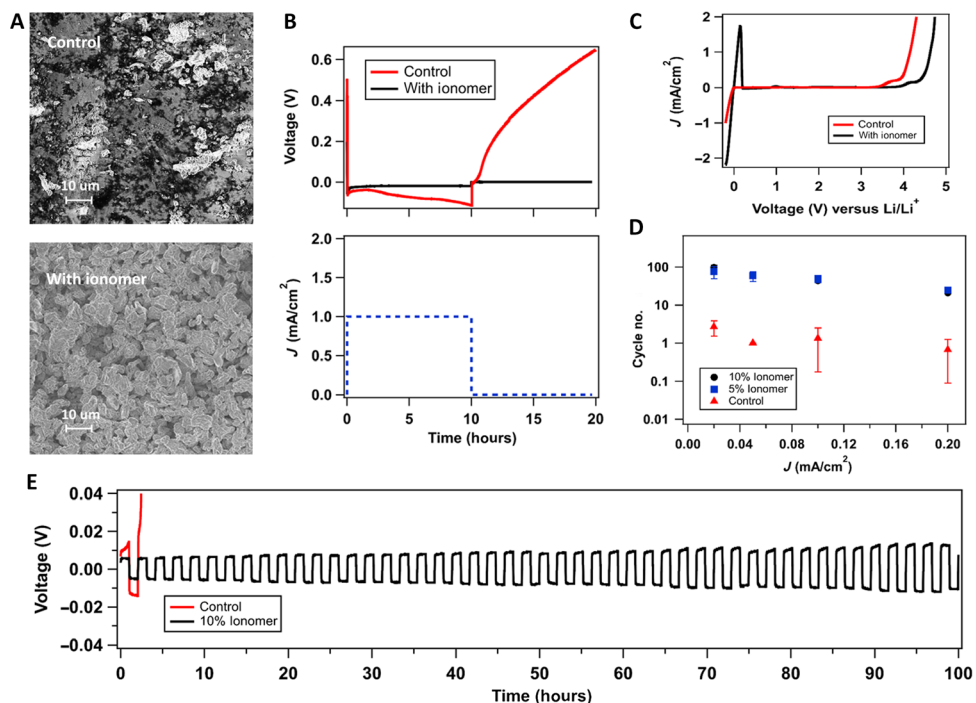 A
Control
10 um
With ionomer
10 um
B
0.6
0.4
0.2
0.0
Voltage (V)
Control
With ionomer
2.0
1.5
1.0
0.5
0.0
J (mA/cm²)
0 5 10 15 20
Time (hours)
C
2
1
0
−1
−2
J (mA/cm²)
Control
With ionomer
0 1 2 3 4 5
Voltage (V) versus Li/Li⁺
D
100
10
1
0.1
0.01
Cycle no.
10% Ionomer
5% Ionomer
Control
0.00 0.04 0.08 0.12 0.16 0.20
J (mA/cm²)
E
0.04
0.02
0.00
−0.02
−0.04
Voltage (V)
Control
10% Ionomer
0 10 20 30 40 50 60 70 80 90 100
Time (hours)